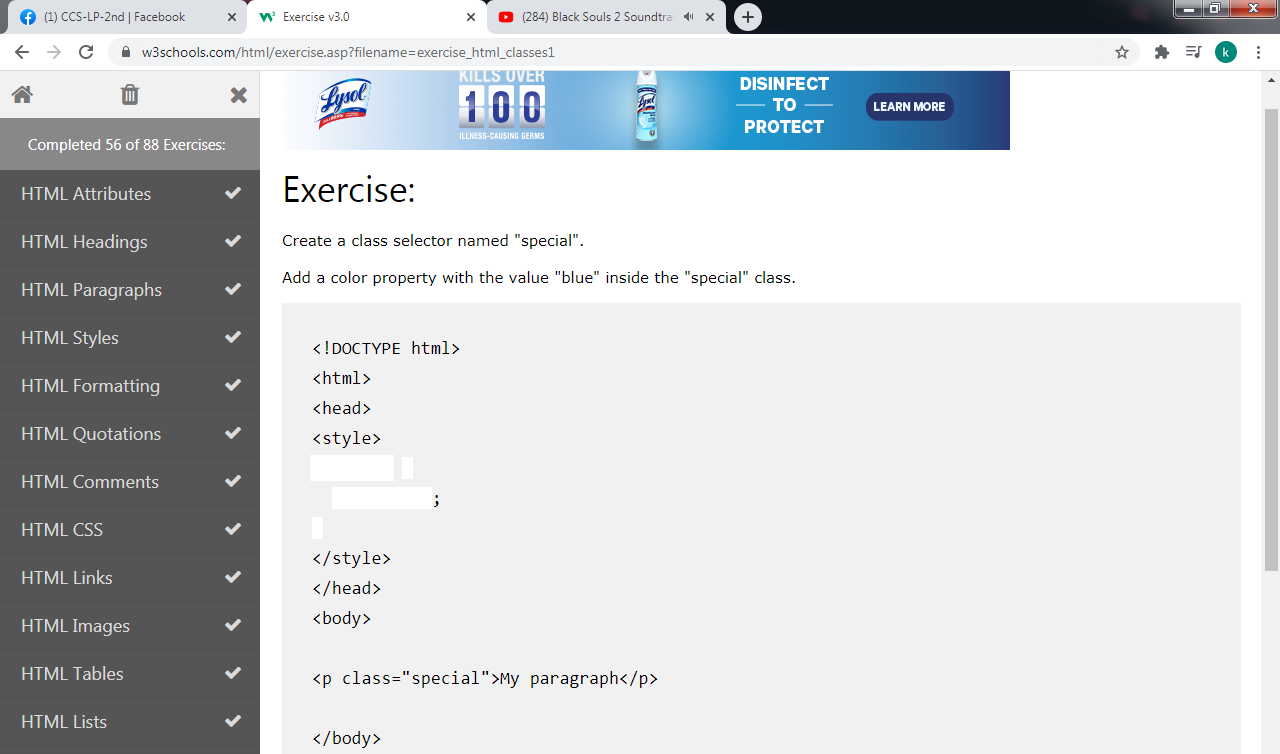 (1) CCS-LP-2nd | Facebook
Exercise v3.0
(284) Black Souls 2 Soundtra
w3schools.com/html/exercise.asp?filename=exercise_html_classes1
k
Lysol
KILLS OVER
100
ILLNESS-CAUSING GERMS
Lysol
DISINFECT
TO
PROTECT
LEARN MORE
Completed 56 of 88 Exercises:
HTML Attributes
HTML Headings
HTML Paragraphs
HTML Styles
HTML Formatting
HTML Quotations
HTML Comments
HTML CSS
HTML Links
HTML Images
HTML Tables
HTML Lists
Exercise:
Create a class selector named "special".
Add a color property with the value "blue" inside the "special" class.
<!DOCTYPE html>
<html>
<head>
<style>
;
</style>
</head>
<body>
<p class="special">My paragraph</p>
</body>